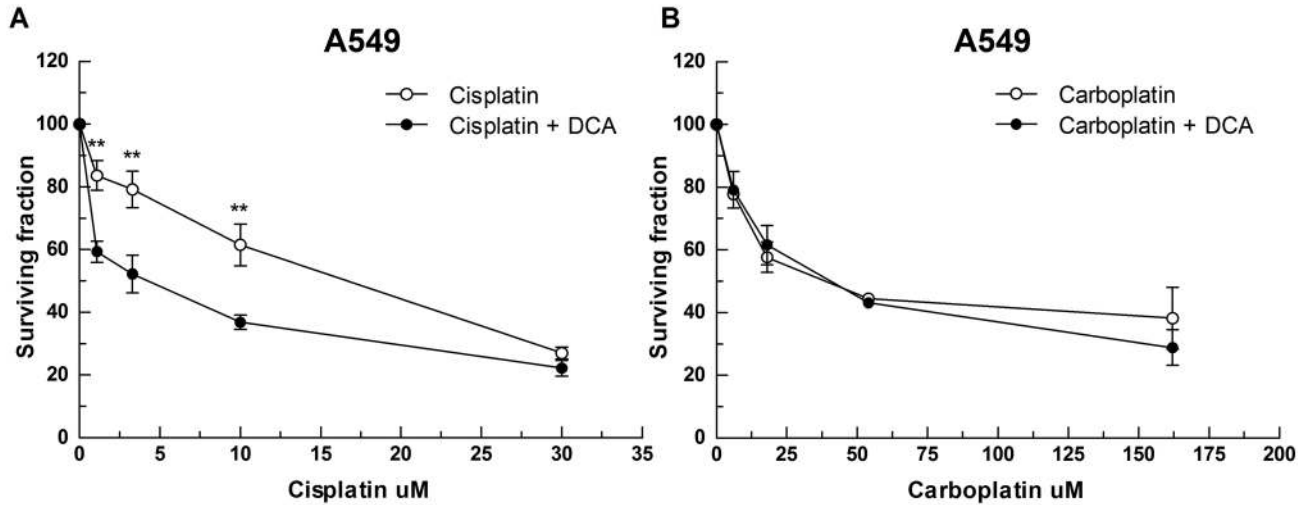 A
A549
120
100
80
60
40
20
0
Surviving fraction
Cisplatin
Cisplatin + DCA
**
**
**
0 5 10 15 20 25 30 35
Cisplatin uM
B
A549
120
100
80
60
40
20
0
Surviving fraction
Carboplatin
Carboplatin + DCA
0 25 50 75 100 125 150 175 200
Carboplatin uM